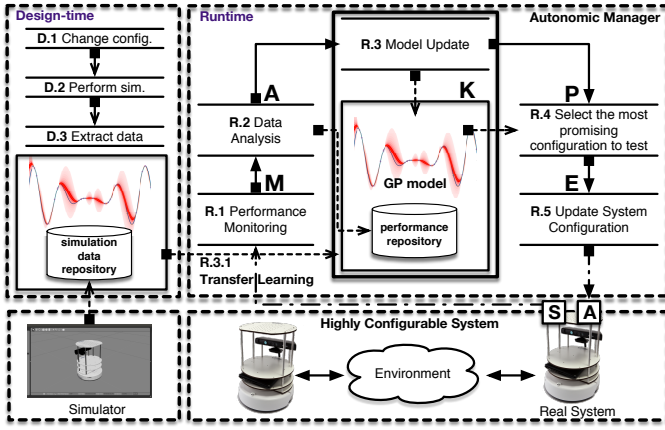 Design-time
D.1 Change config.
D.2 Perform sim.
D.3 Extract data
simulation
data
repository
Simulator
Runtime
Autonomic Manager
R.3 Model Update
A
K
P
R.2 Data
Analysis
R.4 Select the most
promising
configuration to test
GP model
M
E
R.1 Performance
Monitoring
performance
repository
R.5 Update System
Configuration
R.3.1
Transfer Learning
S
A
Highly Configurable System
Environment
Real System